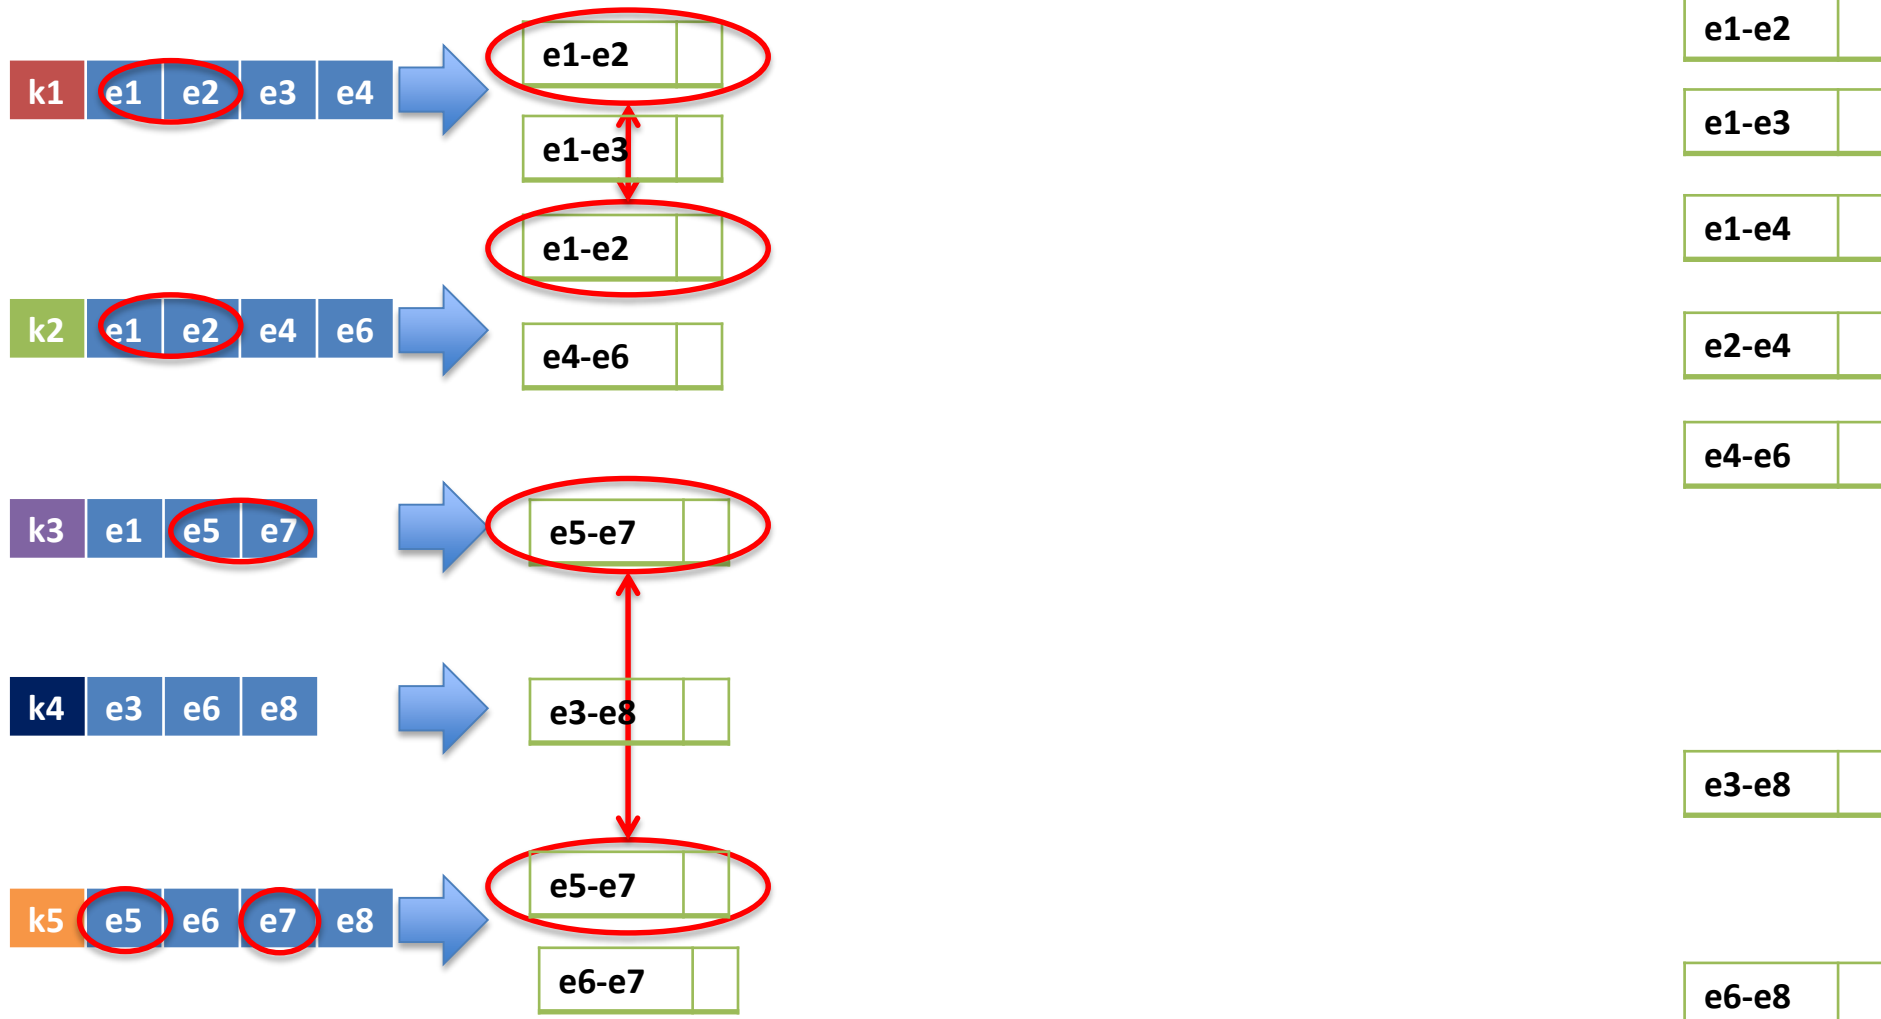 k1 e1 e2 e3 e4
e1-e2
e1-e3
k2 e1 e2 e4 e6
e1-e2
e4-e6
k3 e1 e5 e7
e5-e7
k4 e3 e6 e8
e3-e8
k5 e5 e6 e7 e8
e5-e7
e6-e7
e1-e2
e1-e3
e1-e4
e2-e4
e4-e6
e3-e8
e6-e8